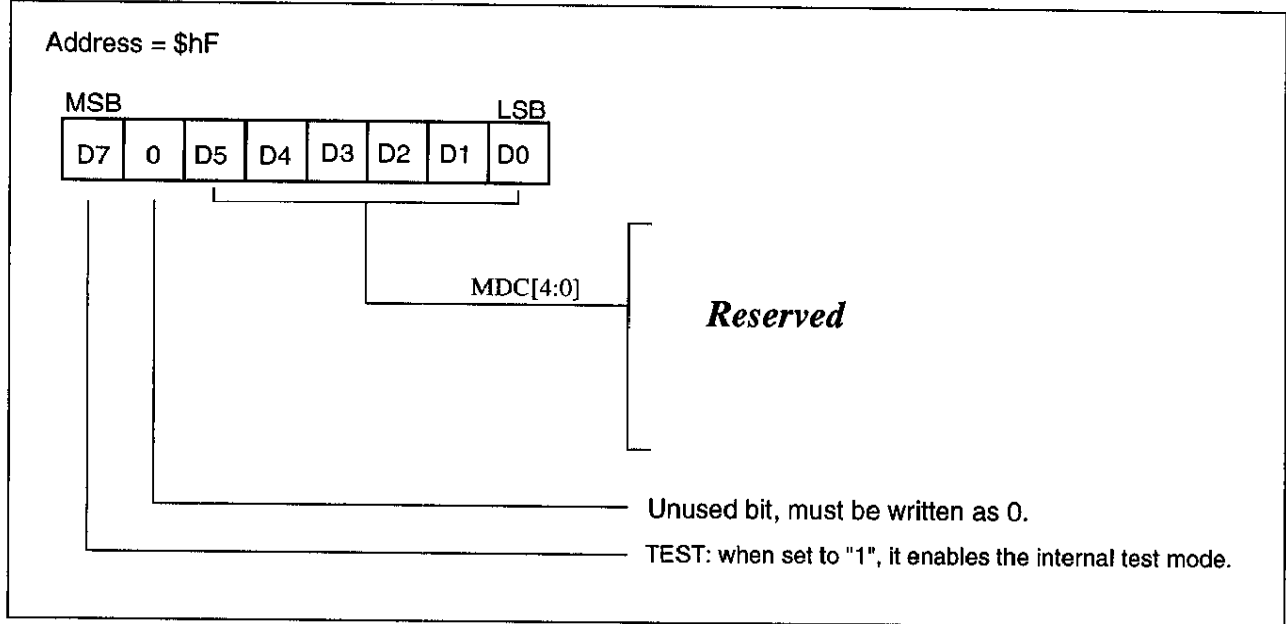 Address = $hF
MSB LSB
D7 0 D5 D4 D3 D2 D1 D0
MDC[4:0]
Reserved
Unused bit, must be written as 0.
TEST: when set to "1", it enables the internal test mode.